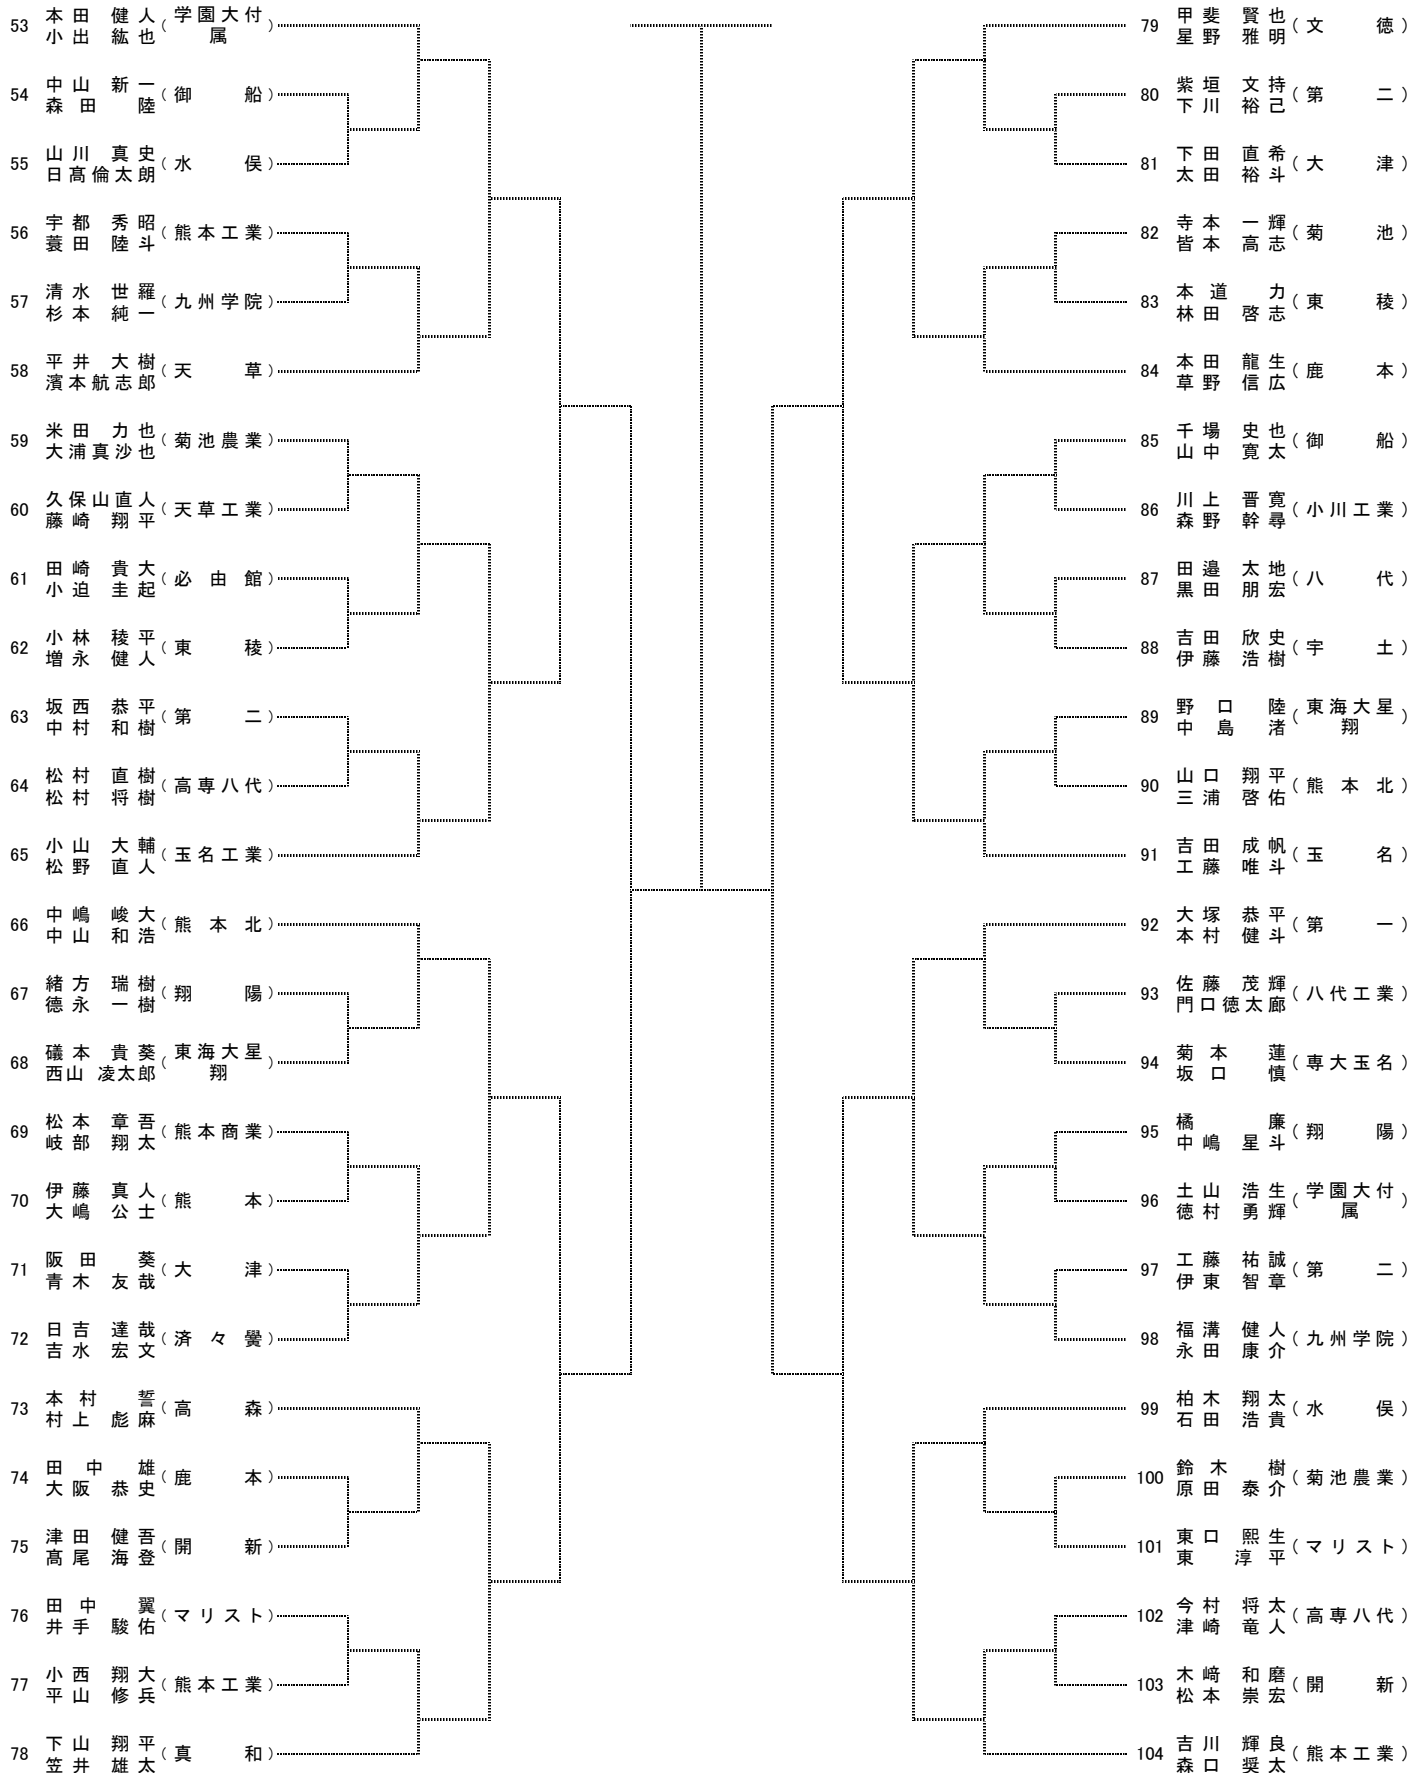 53 本田 健人 (学園大付属)
小出 紘也
54 中山 新一 (御船)
森田 陸
55 山川 真史 (水俣)
日髙倫太朗
56 宇都 秀昭 (熊本工業)
蓑田 陸斗
57 清水 世羅 (九州学院)
杉本 純一
58 平井 大樹 (天草)
濱本航志郎
59 米田 力也 (菊池農業)
大浦真沙也
60 久保山直人 (天草工業)
藤崎 翔平
61 田崎 貴大 (必由館)
小迫 圭起
62 小林 稜平 (東稜)
増永 健人
63 坂西 恭平 (第二)
中村 和樹
64 松村 直樹 (高専八代)
松村 将樹
65 小山 大輔 (玉名工業)
松野 直人
66 中嶋 峻大 (熊本北)
中山 和浩
67 緒方 瑞樹 (翔陽)
德永 一樹
68 礒本 貴葵 (東海大星翔)
西山 凌太郎
69 松本 章吾 (熊本商業)
岐部 翔太
70 伊藤 真人 (熊本)
大嶋 公士
71 阪田 葵 (大津)
青木 友哉
72 日吉 達哉 (済々黌)
吉水 宏文
73 本村 誓 (高森)
村上 彪麻
74 田中 雄 (鹿本)
大阪 恭史
75 津田 健吾 (開新)
髙尾 海登
76 田中 翼 (マリスト)
井手 駿佑
77 小西 翔大 (熊本工業)
平山 修兵
78 下山 翔平 (真和)
笠井 雄太
79 甲斐 賢也 (文徳)
星野 雅明
80 紫垣 文持 (第二)
下川 裕己
81 下田 直希 (大津)
太田 裕斗
82 寺本 一輝 (菊池)
皆本 高志
83 本道 力 (東稜)
林田 啓志
84 本田 龍生 (鹿本)
草野 信広
85 千場 史也 (御船)
山中 寛太
86 川上 晋寛 (小川工業)
森野 幹尋
87 田邉 太地 (八代)
黒田 朋宏
88 吉田 欣史 (宇土)
伊藤 浩樹
89 野口 陸 (東海大星翔)
中島 渚
90 山口 翔平 (熊本北)
三浦 啓佑
91 吉田 成帆 (玉名)
工藤 唯斗
92 大塚 恭平 (第一)
本村 健斗
93 佐藤 茂輝 (八代工業)
門口徳太廊
94 菊本 蓮 (専大玉名)
坂口 慎
95 橘 廉 (翔陽)
中嶋 星斗
96 土山 浩生 (学園大付属)
徳村 勇輝
97 工藤 祐誠 (第二)
伊東 智章
98 福溝 健人 (九州学院)
永田 康介
99 柏木 翔太 (水俣)
石田 浩貴
100 鈴木 樹 (菊池農業)
原田 泰介
101 東口 熙生 (マリスト)
東 淳平
102 今村 将太 (高専八代)
津崎 竜人
103 木﨑 和磨 (開新)
松本 崇宏
104 吉川 輝良 (熊本工業)
森口 奨太